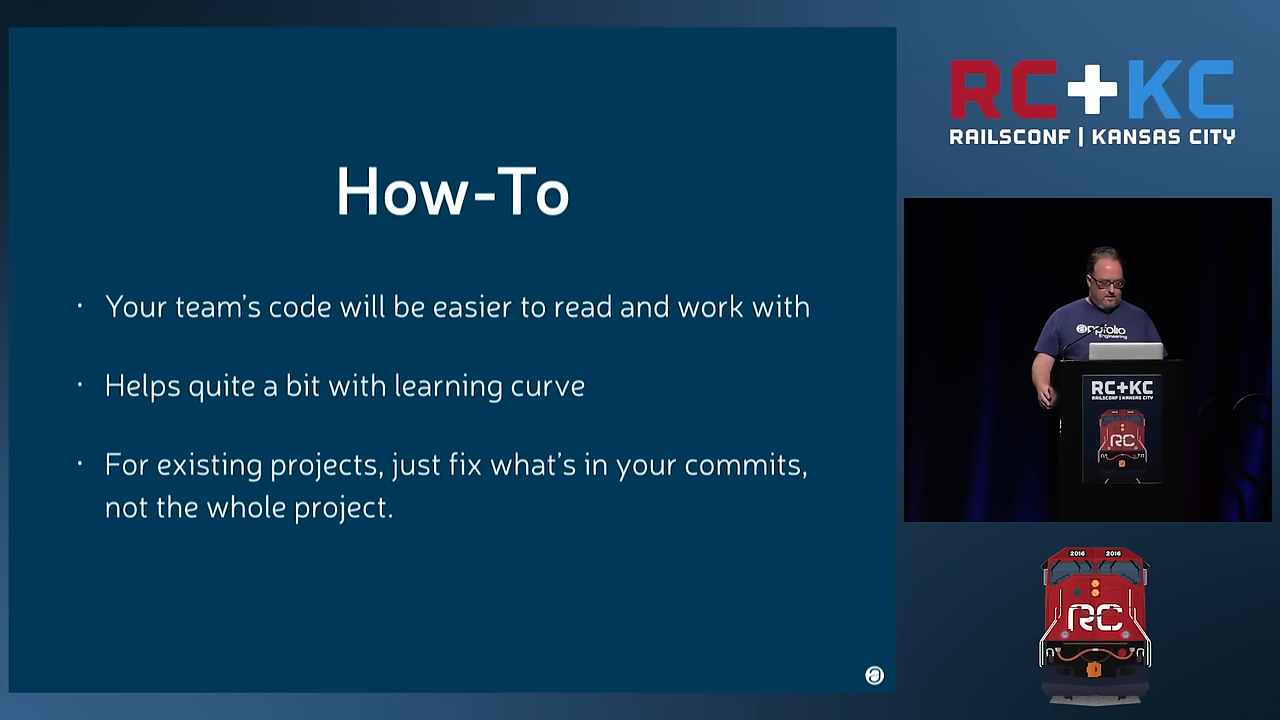 How-To
· Your team's code will be easier to read and work with
· Helps quite a bit with learning curve
· For existing projects, just fix what's in your commits,
not the whole project.
a
RC+KC
RAILSCONF | KANSAS CITY
appfolio
Engineering
RC+KC
RAILSCONF | KANSAS CITY
RC
2016 2016
RC